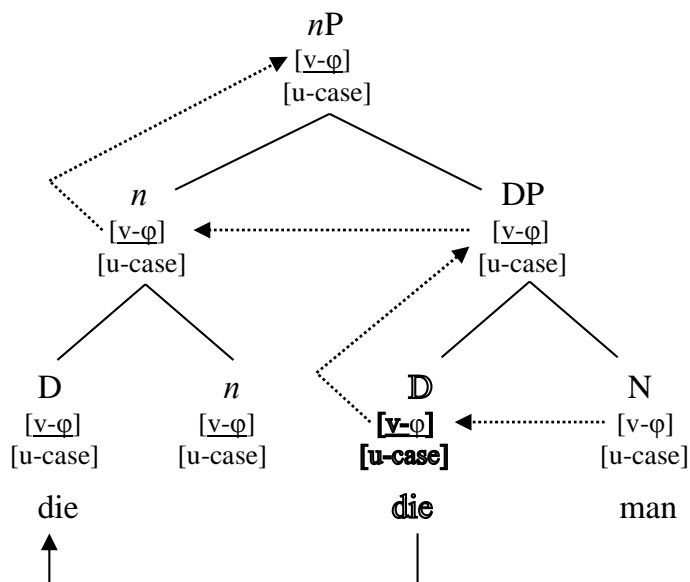 nP
[v-φ]
[u-case]
n DP
[v-φ] [v-φ]
[u-case] [u-case]
D n D N
[v-φ] [v-φ] [v-φ] [v-φ]
[u-case] [u-case] [u-case] [u-case]
die die man